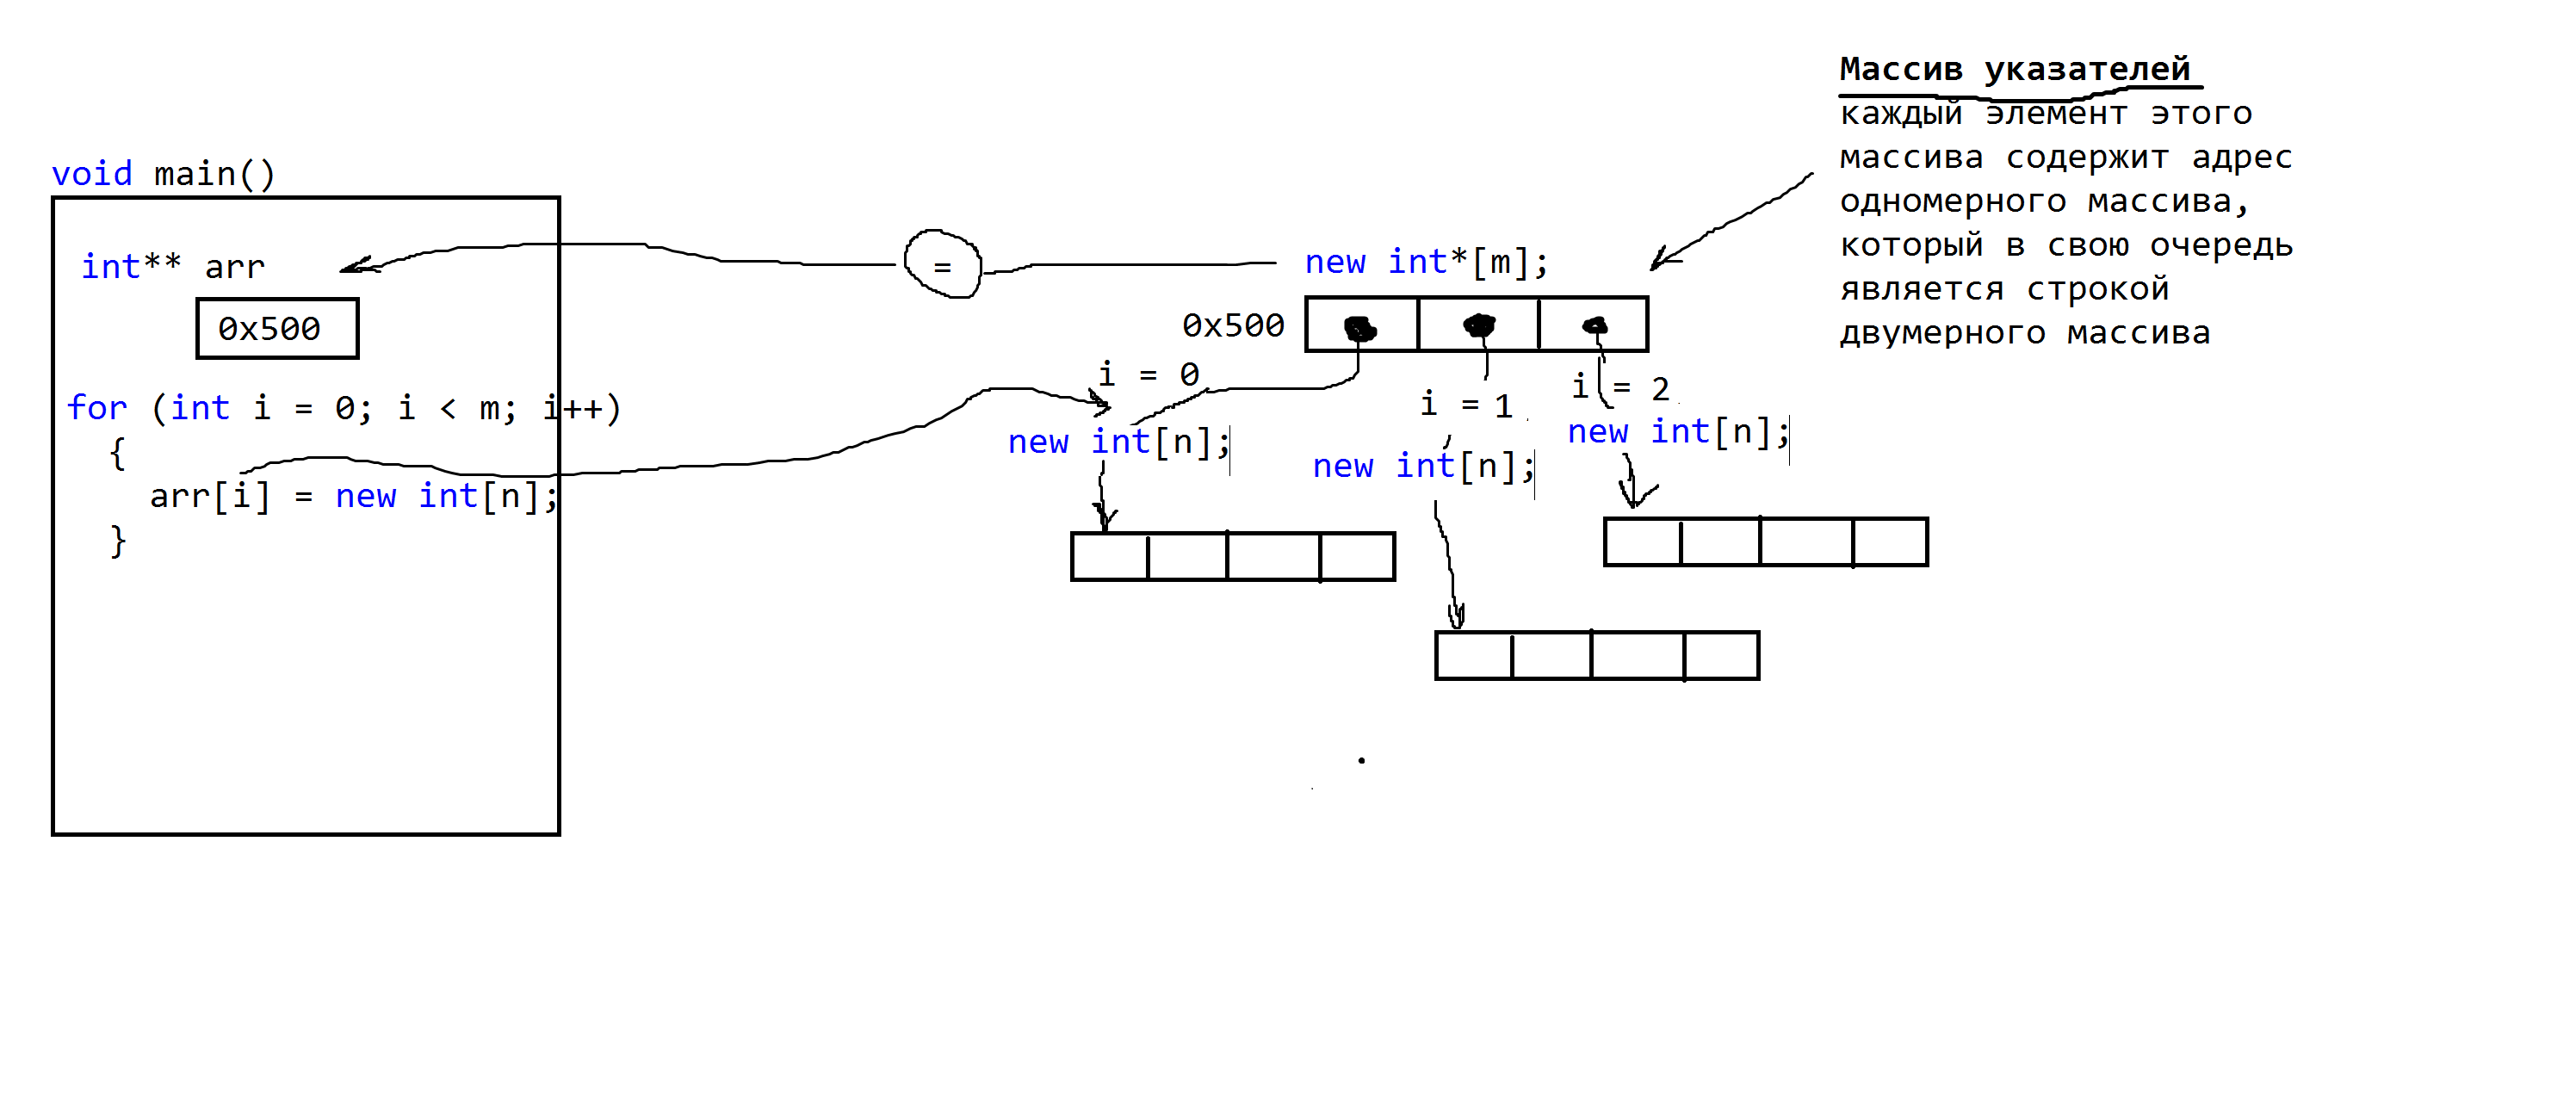 void main()
int** arr
0x500
for (int i = 0; i < m; i++)
{
arr[i] = new int[n];
}
=
new int*[m];
0x500
i = 0
new int[n];
i = 1
new int[n];
i = 2
new int[n];
Массив указателей
каждый элемент этого
массива содержит адрес
одномерного массива,
который в свою очередь
является строкой
двумерного массива